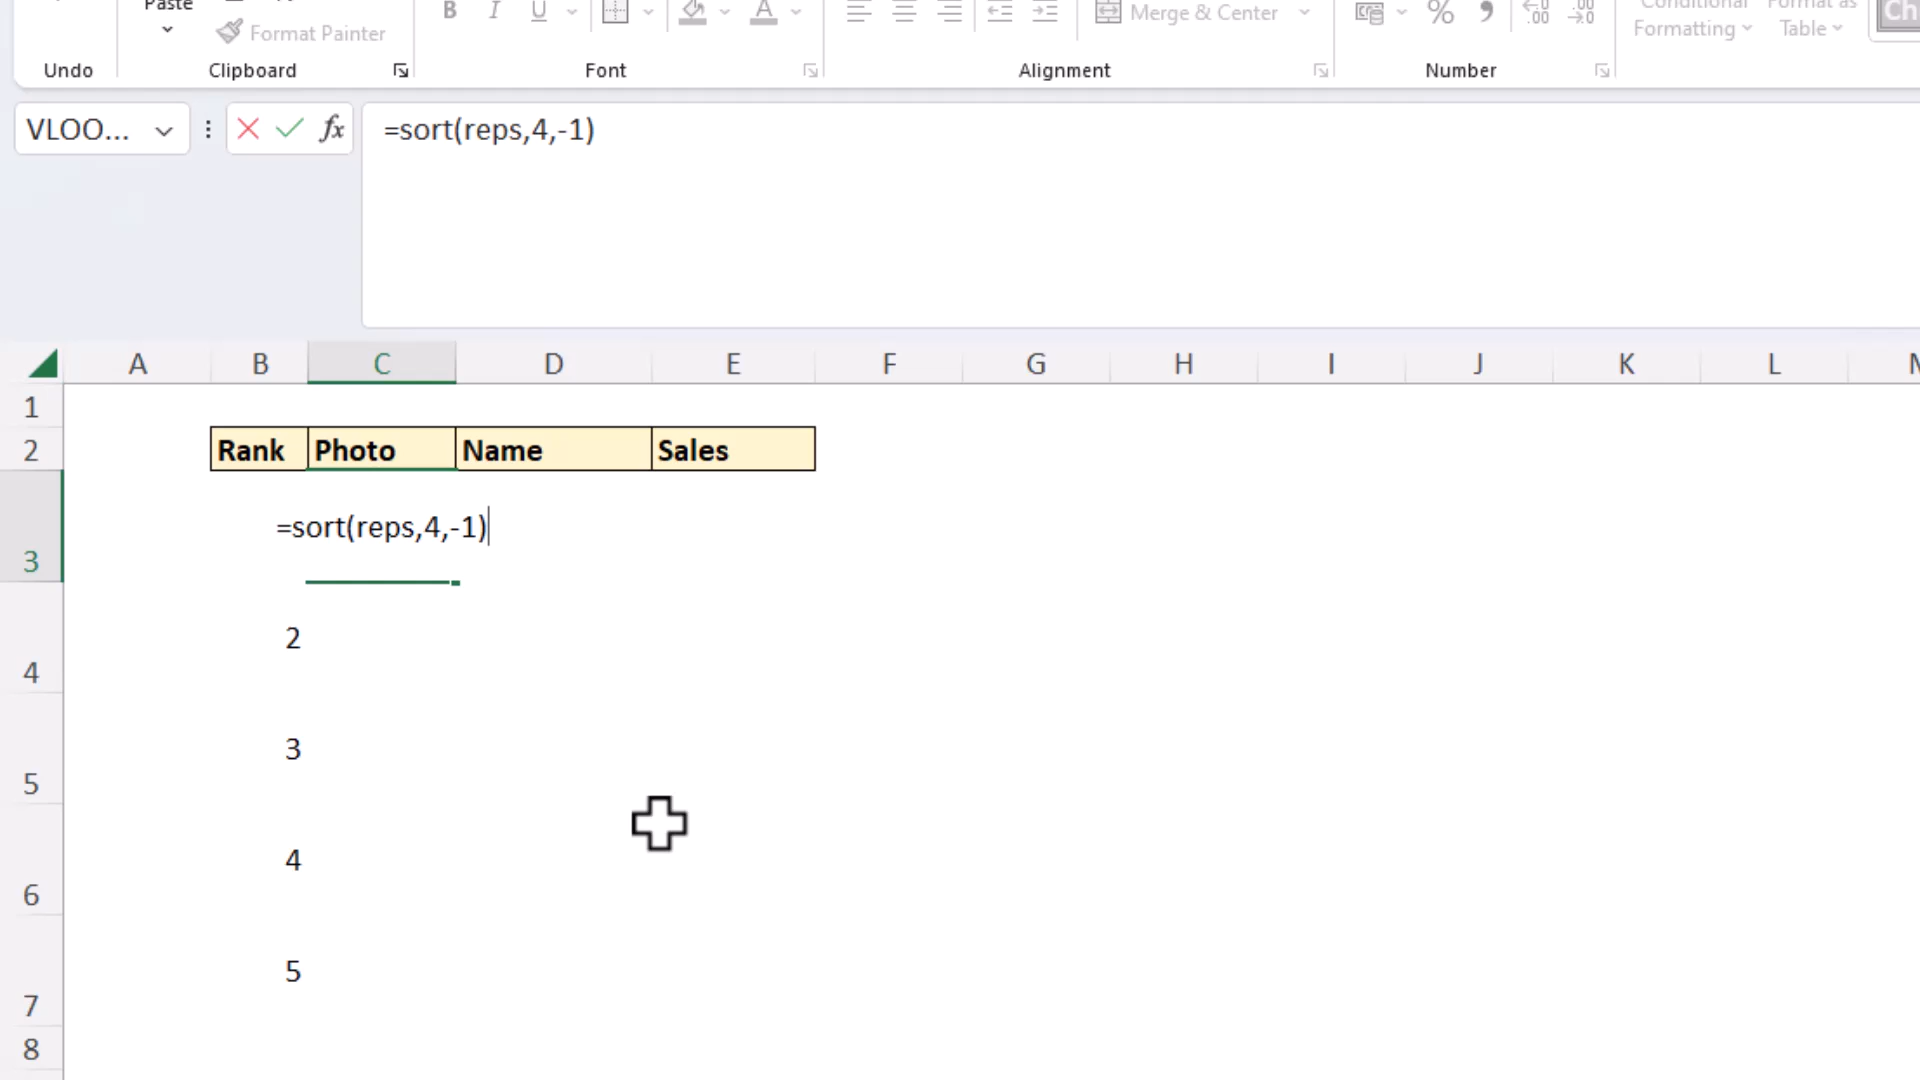 Paste
Format Painter
B I U
A
Merge & Center
%
Conditional Format as
Formatting Table
Ch
Undo Clipboard Font Alignment Number
VLOO... fx =sort(reps,4,-1)
A B C D E F G H I J K L
1
2 Rank Photo Name Sales
3 =sort(reps,4,-1)
4 2
5 3
6 4
7 5
8